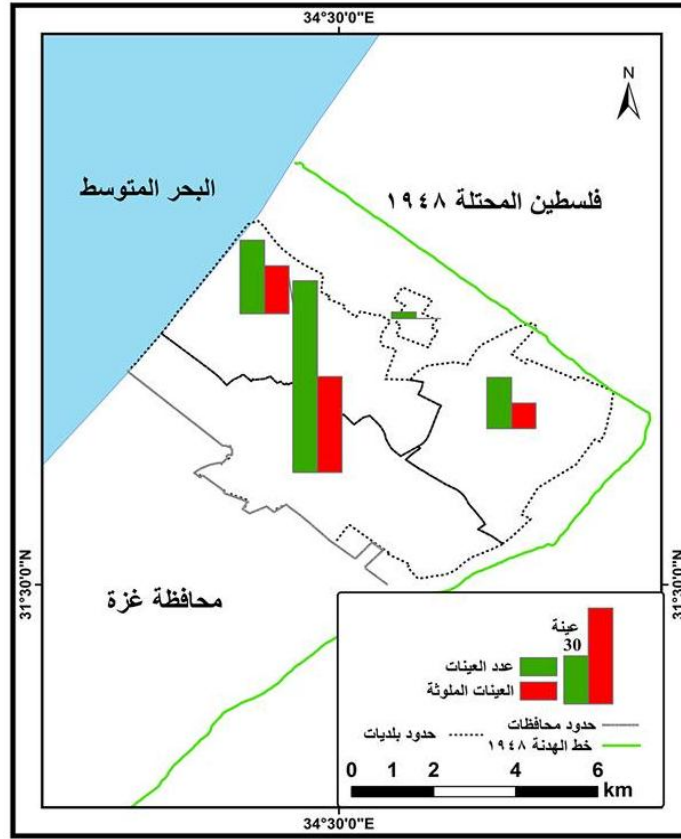 34°30'0"E
N
البحر المتوسط
فلسطين المحتلة ١٩٤٨
31°30'0"N
31°30'0"N
محافظة غزة
عينة
30
عدد العينات
العينات الملوثة
حدود محافظات
حدود بلديات
خط الهدنة ١٩٤٨
0 1 2 4 6 km
34°30'0"E